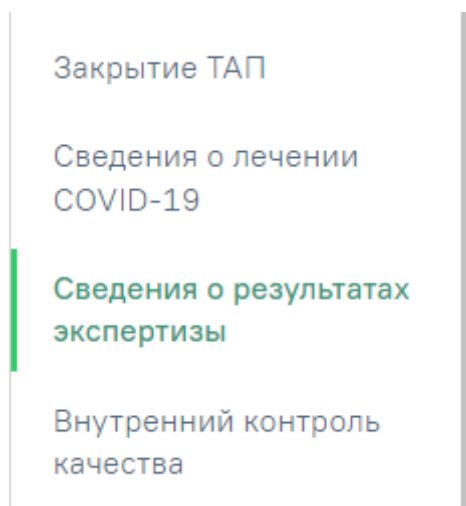 Закрытие ТАП
Сведения о лечении
COVID-19
Сведения о результатах
экспертизы
Внутренний контроль
качества